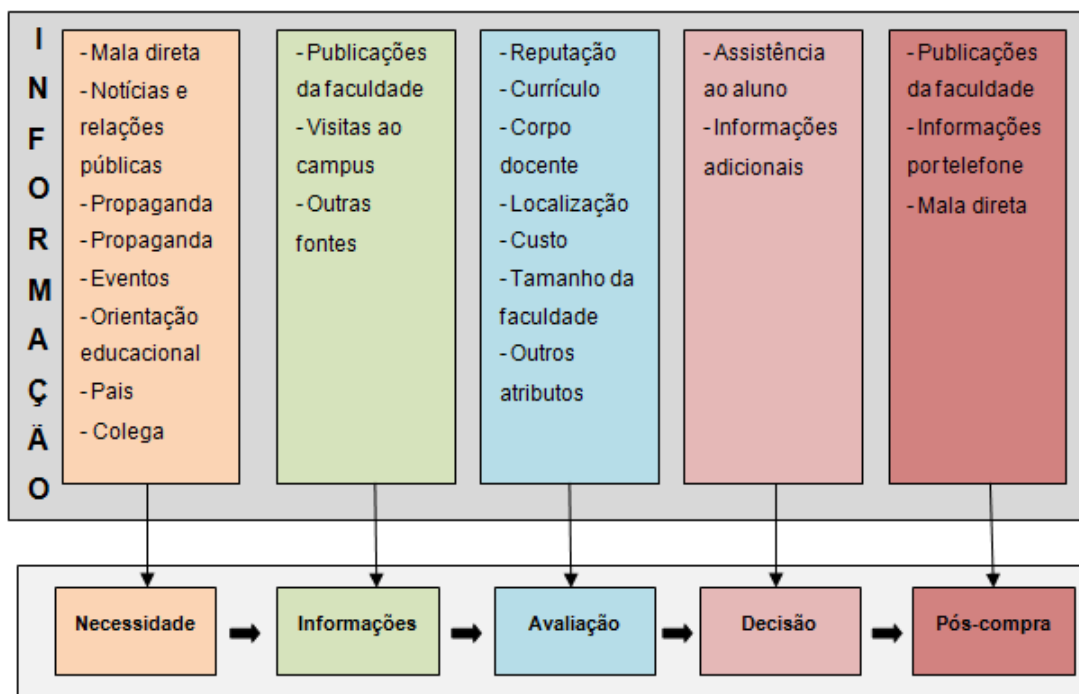 INFORMAÇÃO
- Mala direta
- Notícias e
relações
públicas
- Propaganda
- Propaganda
- Eventos
- Orientação
educacional
- Pais
- Colega
- Publicações
da faculdade
- Visitas ao
campus
- Outras
fontes
- Reputação
- Currículo
- Corpo
docente
- Localização
- Custo
- Tamanho da
faculdade
- Outros
atributos
- Assistência
ao aluno
- Informações
adicionais
- Publicações
da faculdade
- Informações
por telefone
- Mala direta
Necessidade
Informações
Avaliação
Decisão
Pós-compra